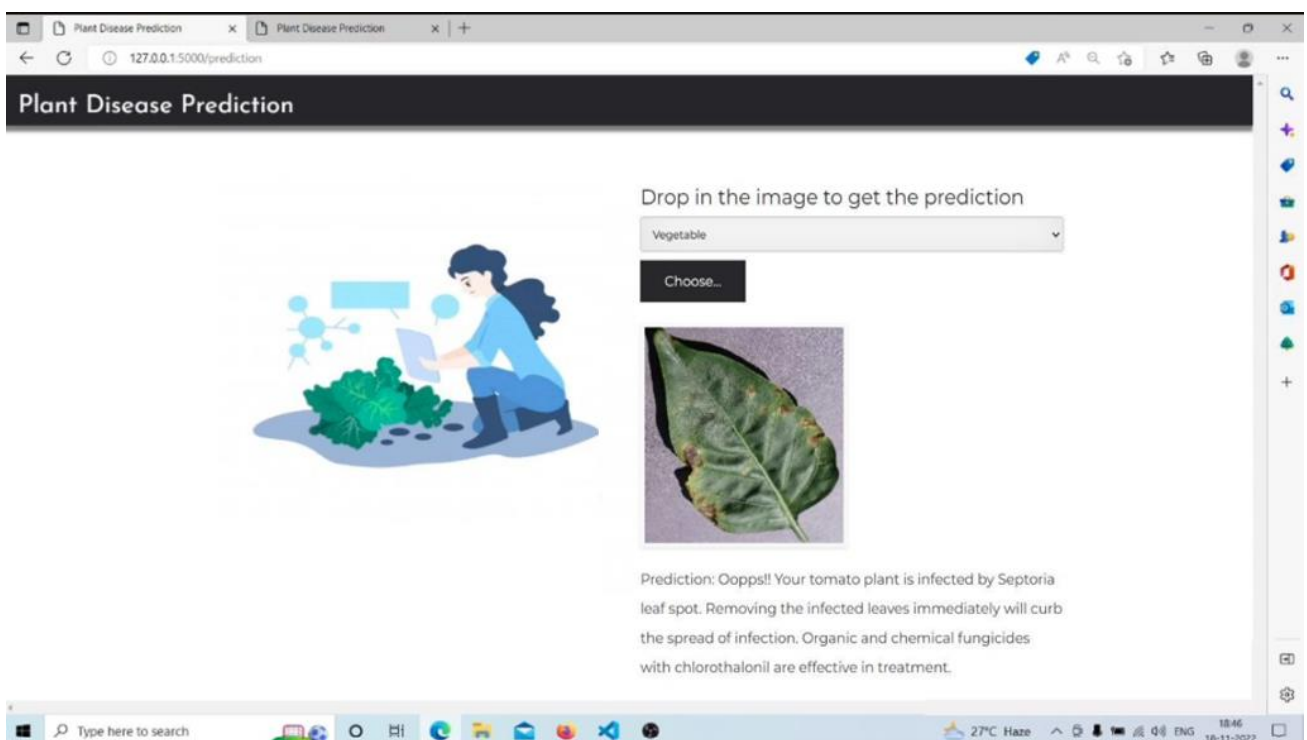 Plant Disease Prediction
Plant Disease Prediction
127.0.0.1:5000/prediction
Plant Disease Prediction
Drop in the image to get the prediction
Vegetable
Choose...
Prediction: Oopps!! Your tomato plant is infected by Septoria
leaf spot. Removing the infected leaves immediately will curb
the spread of infection. Organic and chemical fungicides
with chlorothalonil are effective in treatment.
Type here to search
27°C Haze
ENG
18:46
18-11-2022